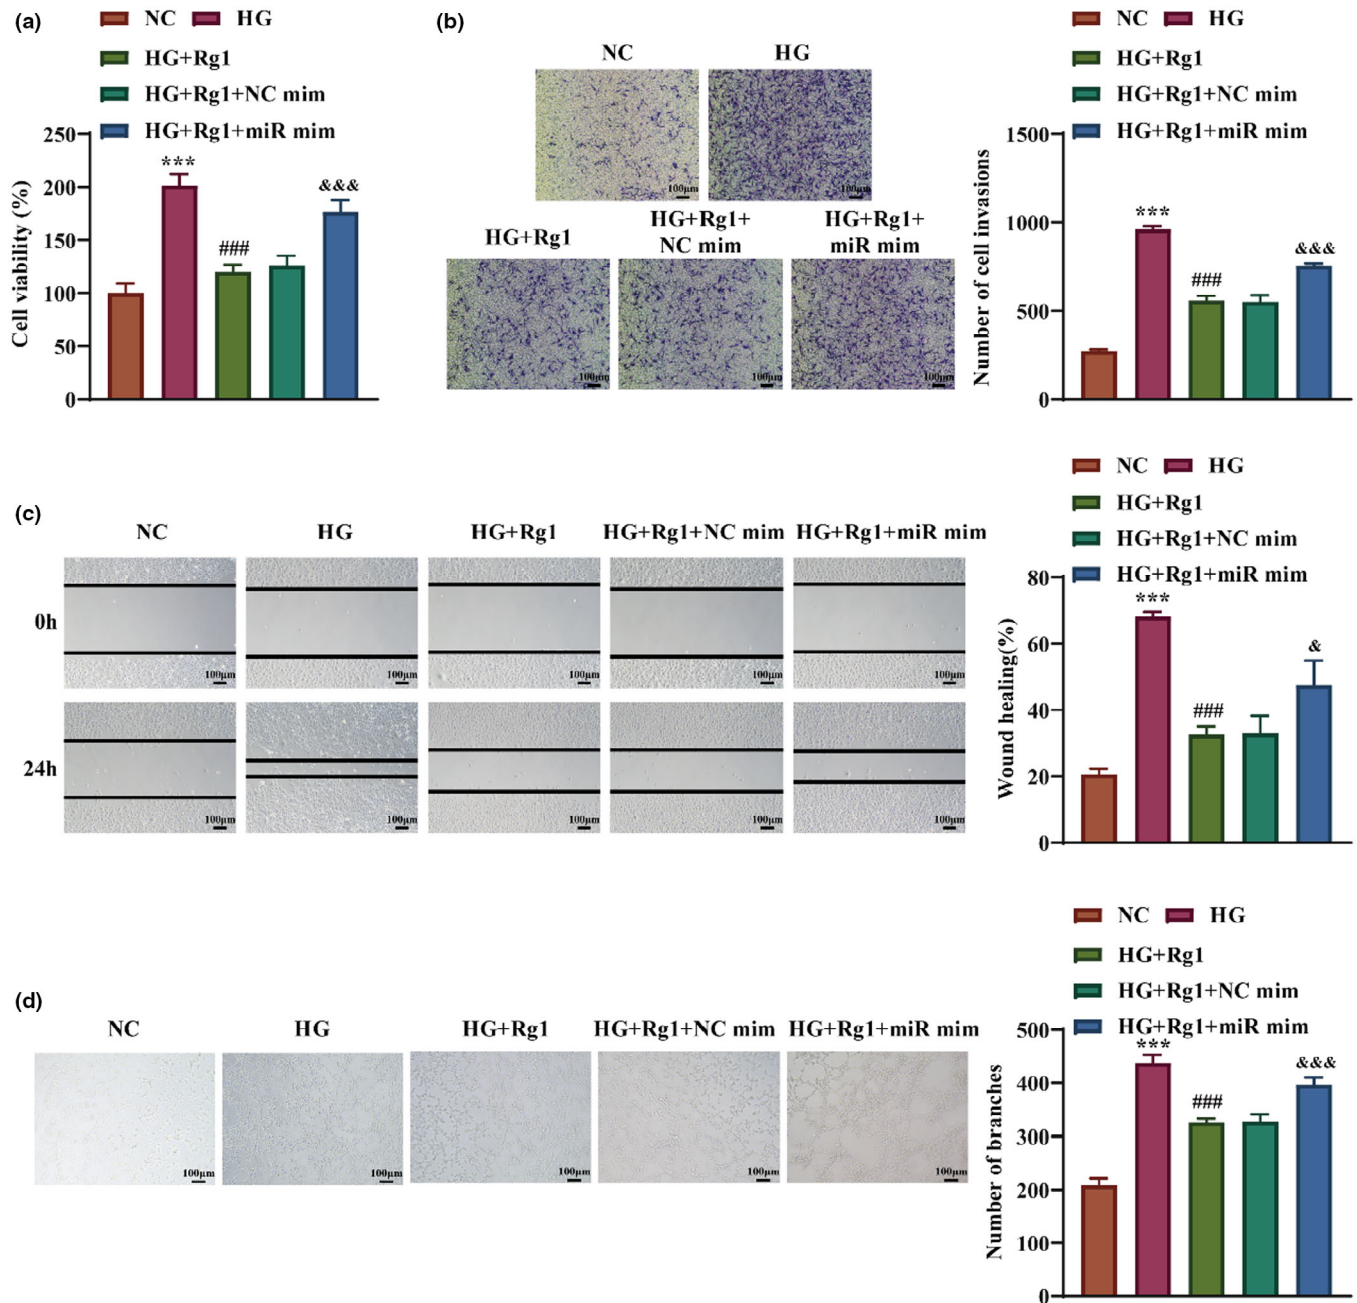 (a)
NC HG
HG+Rg1
HG+Rg1+NC mim
HG+Rg1+miR mim
Cell viability (%)
250
200
150
100
50
0
***
###
&&&
(b)
NC HG
100μm 100μm
HG+Rg1 HG+Rg1+ NC mim HG+Rg1+ miR mim
100μm 100μm 100μm
NC HG
HG+Rg1
HG+Rg1+NC mim
HG+Rg1+miR mim
Number of cell invasions
1500
1000
500
0
***
###
&&&
(c)
NC HG HG+Rg1 HG+Rg1+NC mim HG+Rg1+miR mim
0h
100μm 100μm 100μm 100μm 100μm
24h
100μm 100μm 100μm 100μm 100μm
NC HG
HG+Rg1
HG+Rg1+NC mim
HG+Rg1+miR mim
Wound healing(%)
80
60
40
20
0
***
###
&
(d)
NC HG HG+Rg1 HG+Rg1+NC mim HG+Rg1+miR mim
100μm 100μm 100μm 100μm 100μm
NC HG
HG+Rg1
HG+Rg1+NC mim
HG+Rg1+miR mim
Number of branches
500
400
300
200
100
0
***
###
&&&